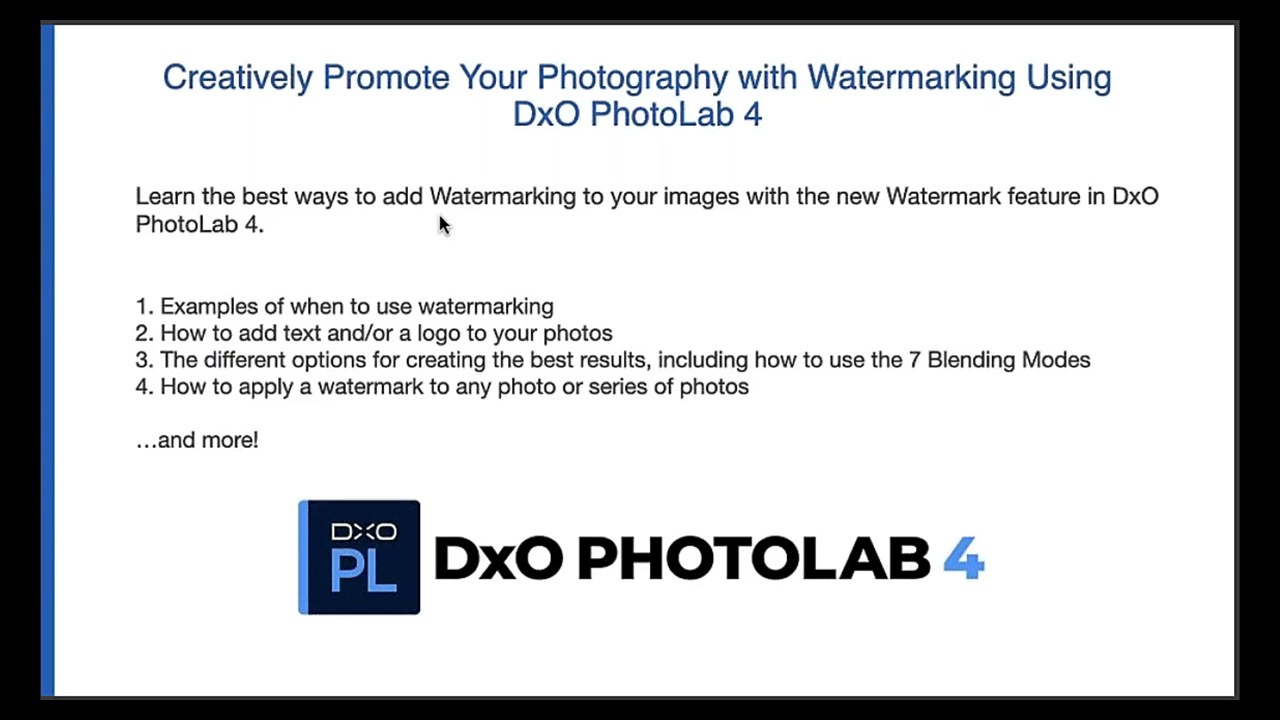 Creatively Promote Your Photography with Watermarking Using
DxO PhotoLab 4
Learn the best ways to add Watermarking to your images with the new Watermark feature in DxO
PhotoLab 4.
1. Examples of when to use watermarking
2. How to add text and/or a logo to your photos
3. The different options for creating the best results, including how to use the 7 Blending Modes
4. How to apply a watermark to any photo or series of photos
…and more!
DXO
PL
DxO PHOTOLAB 4